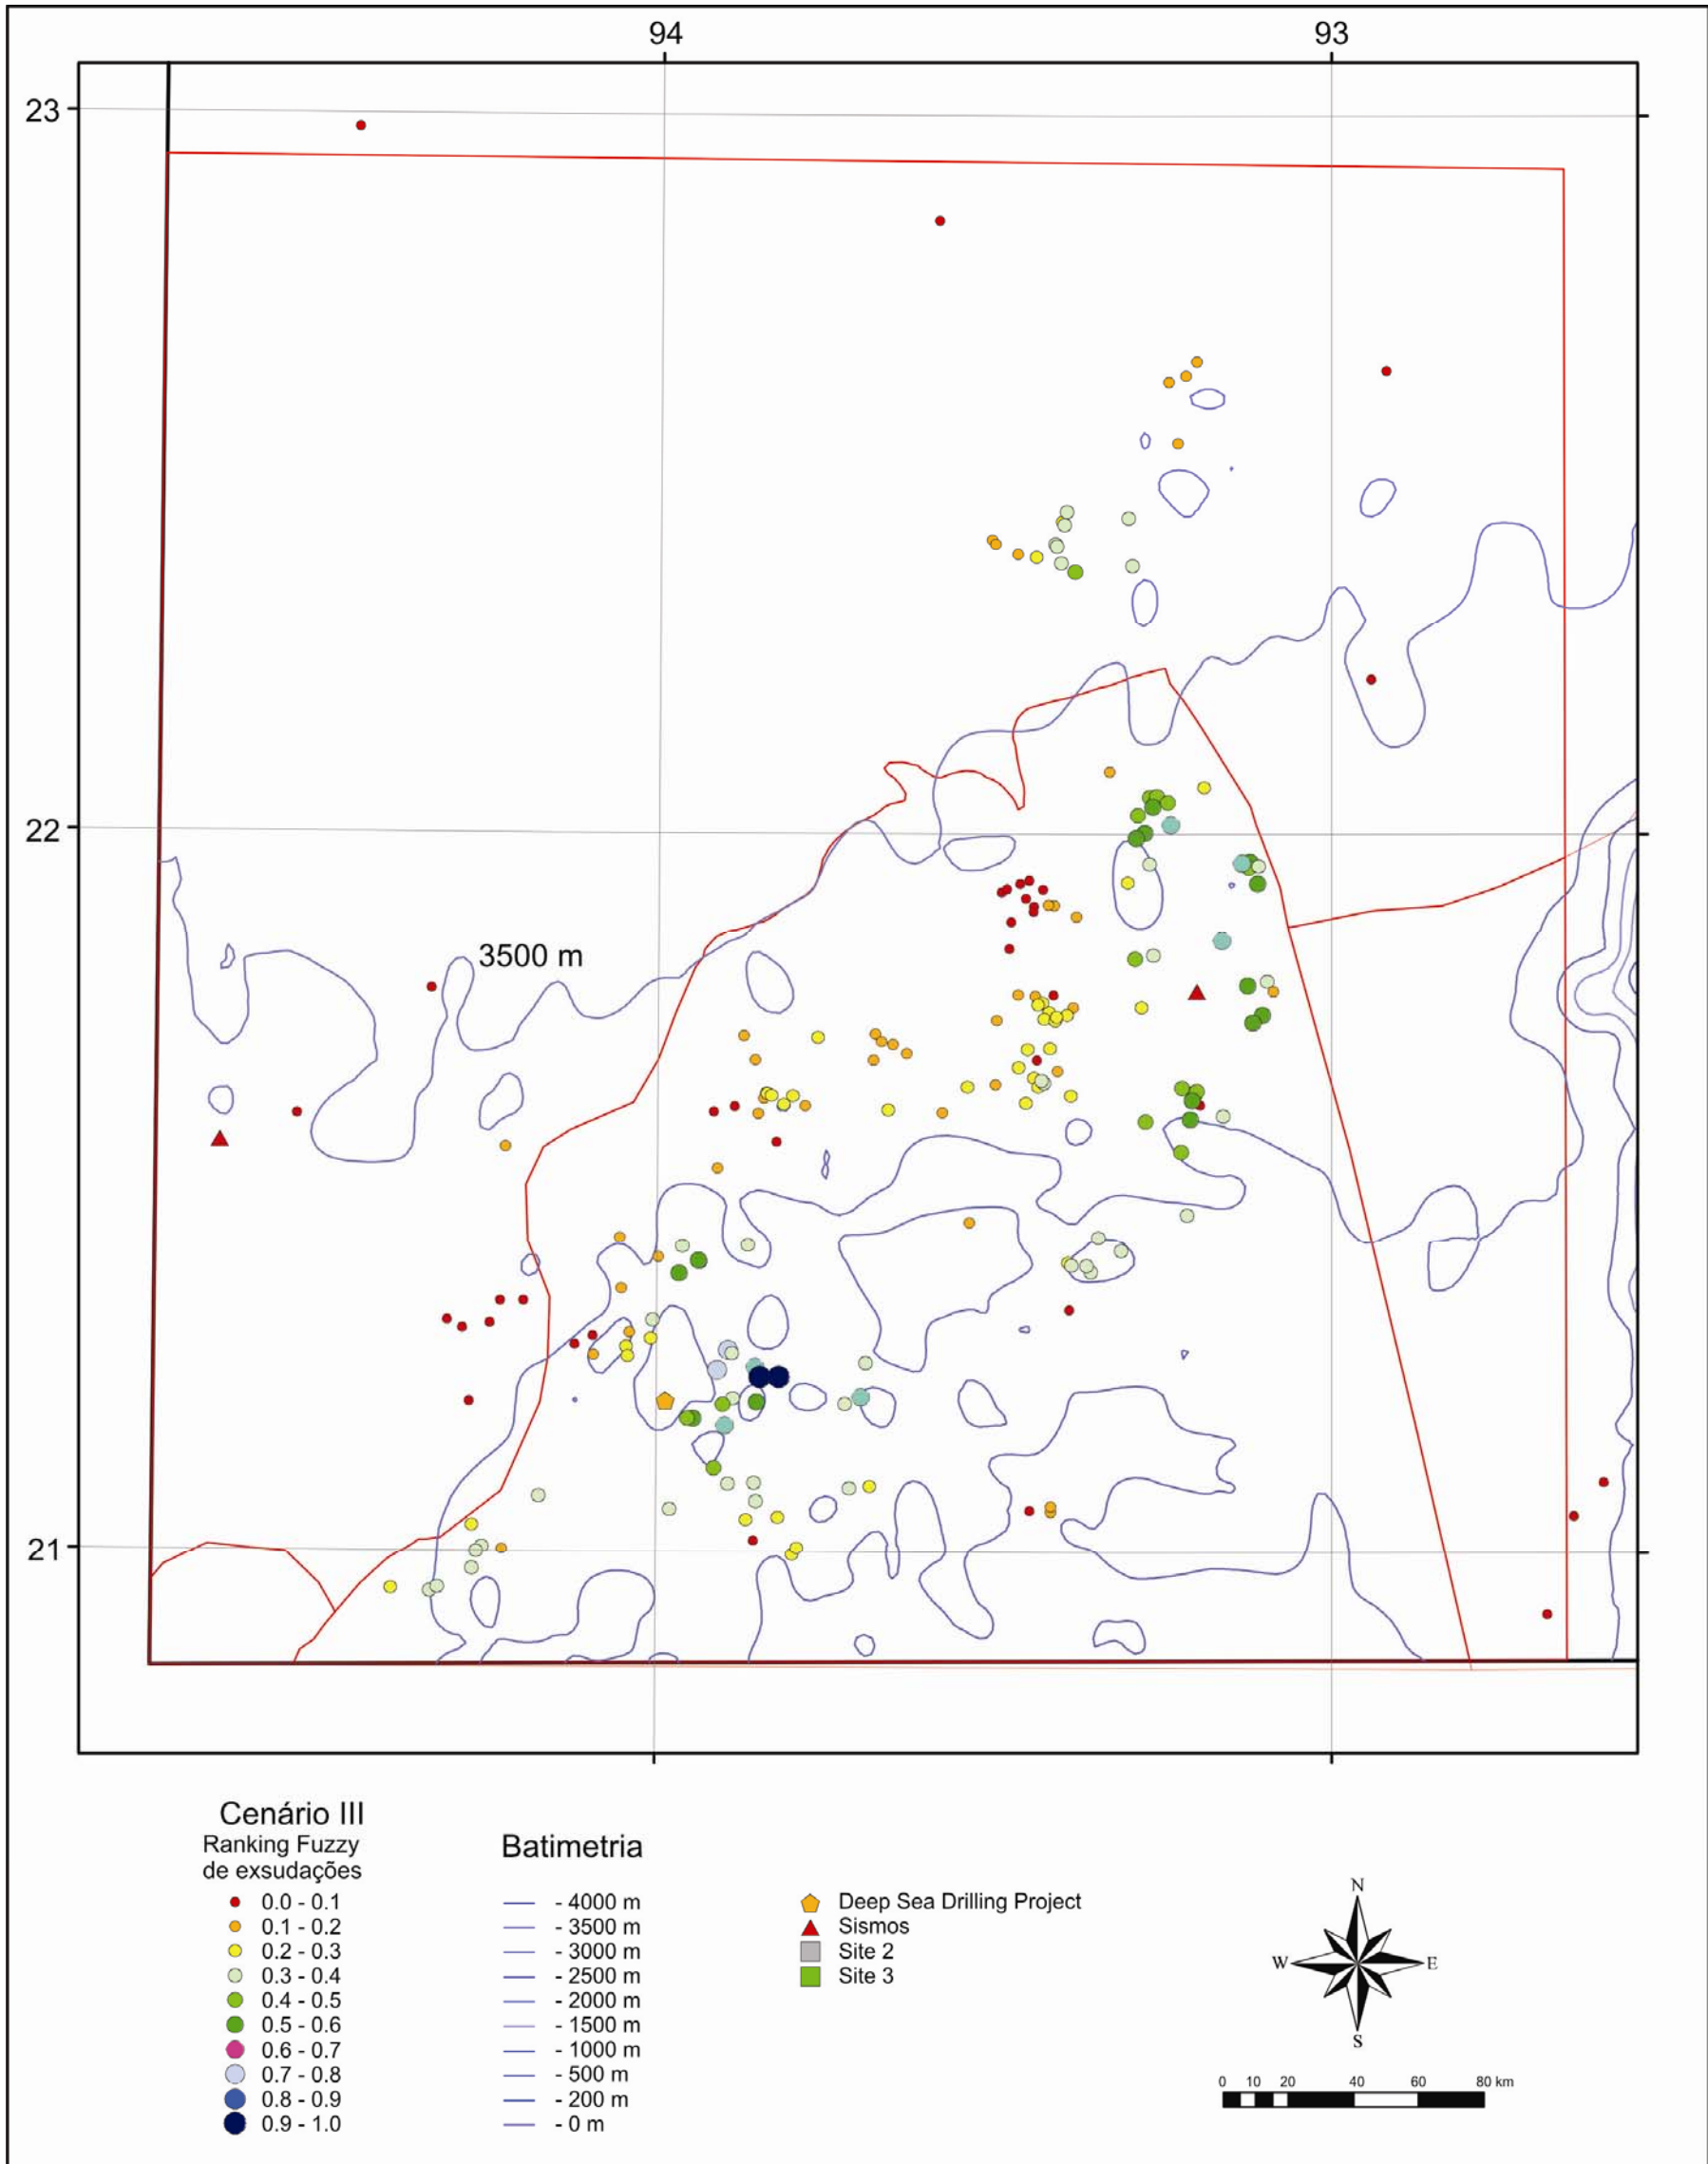 94 93
23
22
3500 m
21
Cenário III
Ranking Fuzzy
de exsudações
0.0 - 0.1
0.1 - 0.2
0.2 - 0.3
0.3 - 0.4
0.4 - 0.5
0.5 - 0.6
0.6 - 0.7
0.7 - 0.8
0.8 - 0.9
0.9 - 1.0
Batimetria
- 4000 m
- 3500 m
- 3000 m
- 2500 m
- 2000 m
- 1500 m
- 1000 m
- 500 m
- 200 m
- 0 m
Deep Sea Drilling Project
Sismos
Site 2
Site 3
N
W E
S
0 10 20 40 60 80 km